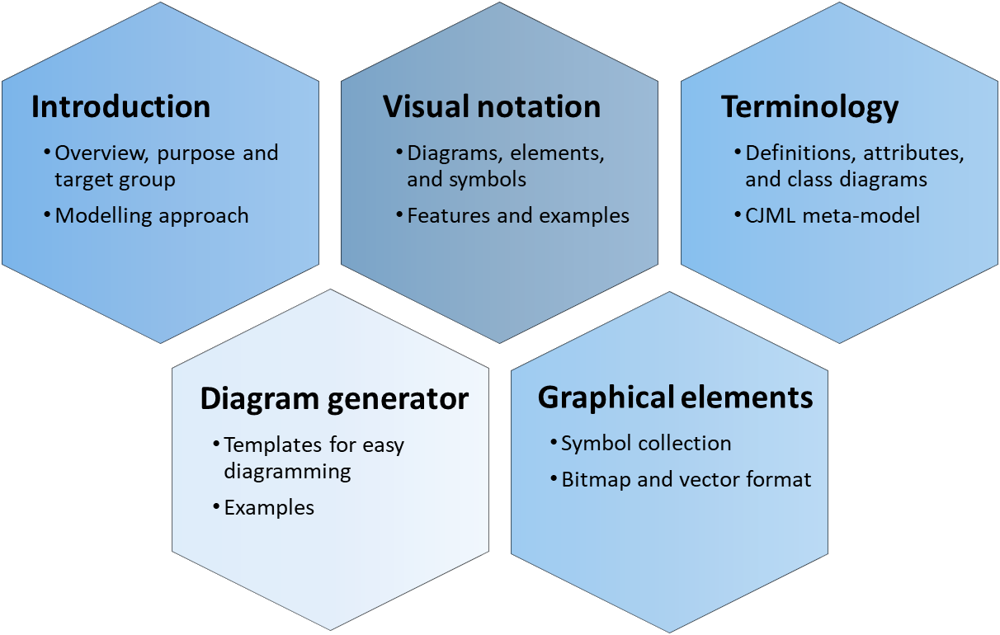 Introduction
• Overview, purpose and
target group
• Modelling approach
Visual notation
• Diagrams, elements,
and symbols
• Features and examples
Terminology
• Definitions, attributes,
and class diagrams
• CJML meta-model
Diagram generator
• Templates for easy
diagramming
• Examples
Graphical elements
• Symbol collection
• Bitmap and vector format